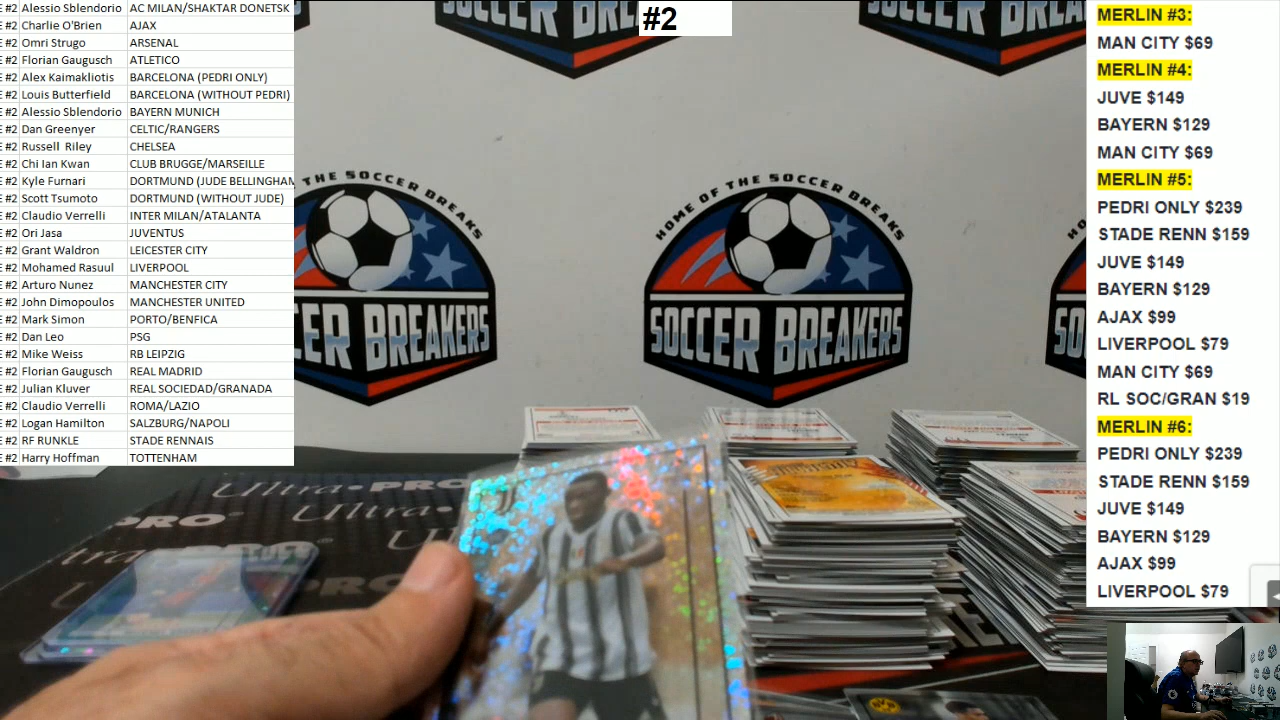 E #2 Alessio Sblendorio AC MILAN/SHAKTAR DONETSK
E #2 Charlie O'Brien AJAX
E #2 Omri Strugo ARSENAL
E #2 Florian Gaugusch ATLETICO
E #2 Alex Kaimakliotis BARCELONA (PEDRI ONLY)
E #2 Louis Butterfield BARCELONA (WITHOUT PEDRI)
E #2 Alessio Sblendorio BAYERN MUNICH
E #2 Dan Greenyer CELTIC/RANGERS
E #2 Russell Riley CHELSEA
E #2 Chi Ian Kwan CLUB BRUGGE/MARSEILLE
E #2 Kyle Furnari DORTMUND (JUDE BELLINGHAM
E #2 Scott Tsumoto DORTMUND (WITHOUT JUDE)
E #2 Claudio Verrelli INTER MILAN/ATALANTA
E #2 Ori Jasa JUVENTUS
E #2 Grant Waldron LEICESTER CITY
E #2 Mohamed Rasuul LIVERPOOL
E #2 Arturo Nunez MANCHESTER CITY
E #2 John Dimopoulos MANCHESTER UNITED
E #2 Mark Simon PORTO/BENFICA
E #2 Dan Leo PSG
E #2 Mike Weiss RB LEIPZIG
E #2 Florian Gaugusch REAL MADRID
E #2 Julian Kluver REAL SOCIEDAD/GRANADA
E #2 Claudio Verrelli ROMA/LAZIO
E #2 Logan Hamilton SALZBURG/NAPOLI
E #2 RF RUNKLE STADE RENNAIS
E #2 Harry Hoffman TOTTENHAM
#2
SOCCER BREAKERS
THE SOCCER BREAKS
CER BREAKERS
HOME OF THE SOCCER BREAKS
SOCCER BREAKERS
HO
SO
Ultra PRO
PRO
Ultra
MERLIN #3:
MAN CITY $69
MERLIN #4:
JUVE $149
BAYERN $129
MAN CITY $69
MERLIN #5:
PEDRI ONLY $239
STADE RENN $159
JUVE $149
BAYERN $129
AJAX $99
LIVERPOOL $79
MAN CITY $69
RL SOC/GRAN $19
MERLIN #6:
PEDRI ONLY $239
STADE RENN $159
JUVE $149
BAYERN $129
AJAX $99
LIVERPOOL $79